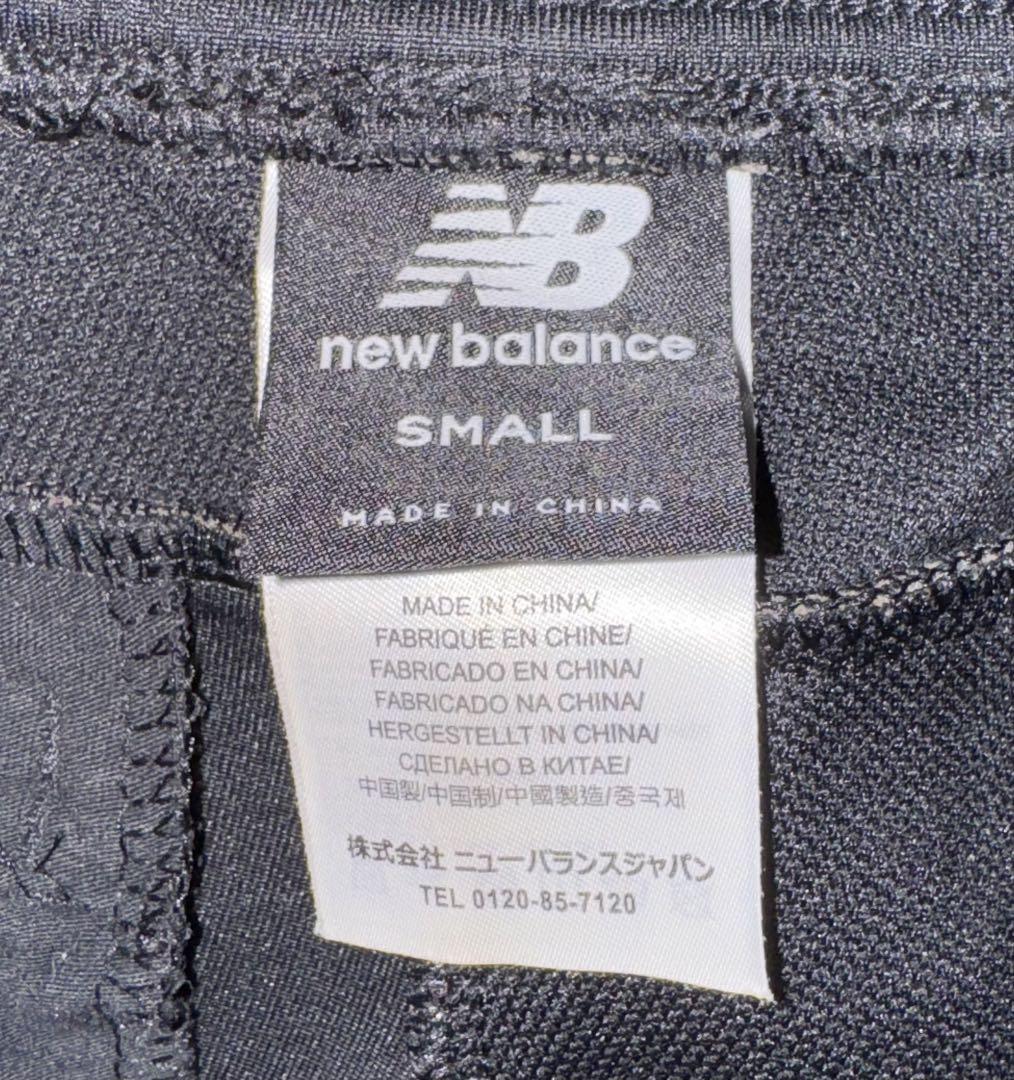 NB
new balance
SMALL
MADE IN CHINA
MADE IN CHINA/
FABRIQUÉ EN CHINE/
FABRICADO EN CHINA/
FABRICADO NA CHINA/
HERGESTELLT IN CHINA/
СДЕЛАНО В КИТАЕ/
中国製/中国制/中國製造/중국제
株式会社 ニューバランスジャパン
TEL 0120-85-7120